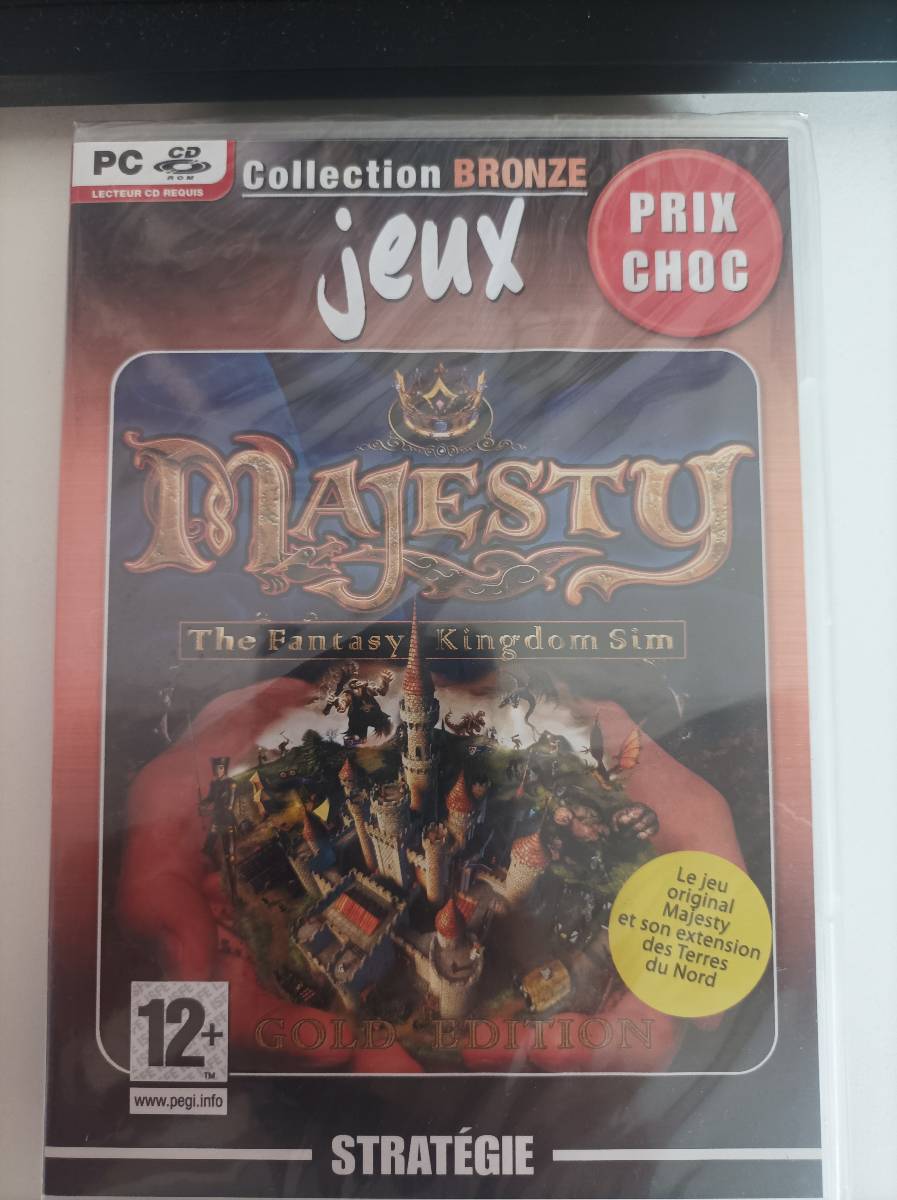 PC CD
ROM
LECTEUR CD REQUIS
Collection BRONZE
jeux
PRIX
CHOC
MAJESTY
The Fantasy Kingdom Sim
Le jeu
original
Majesty
et son extension
des Terres
du Nord
GOLD EDITION
12+
TM
www.pegi.info
STRATÉGIE